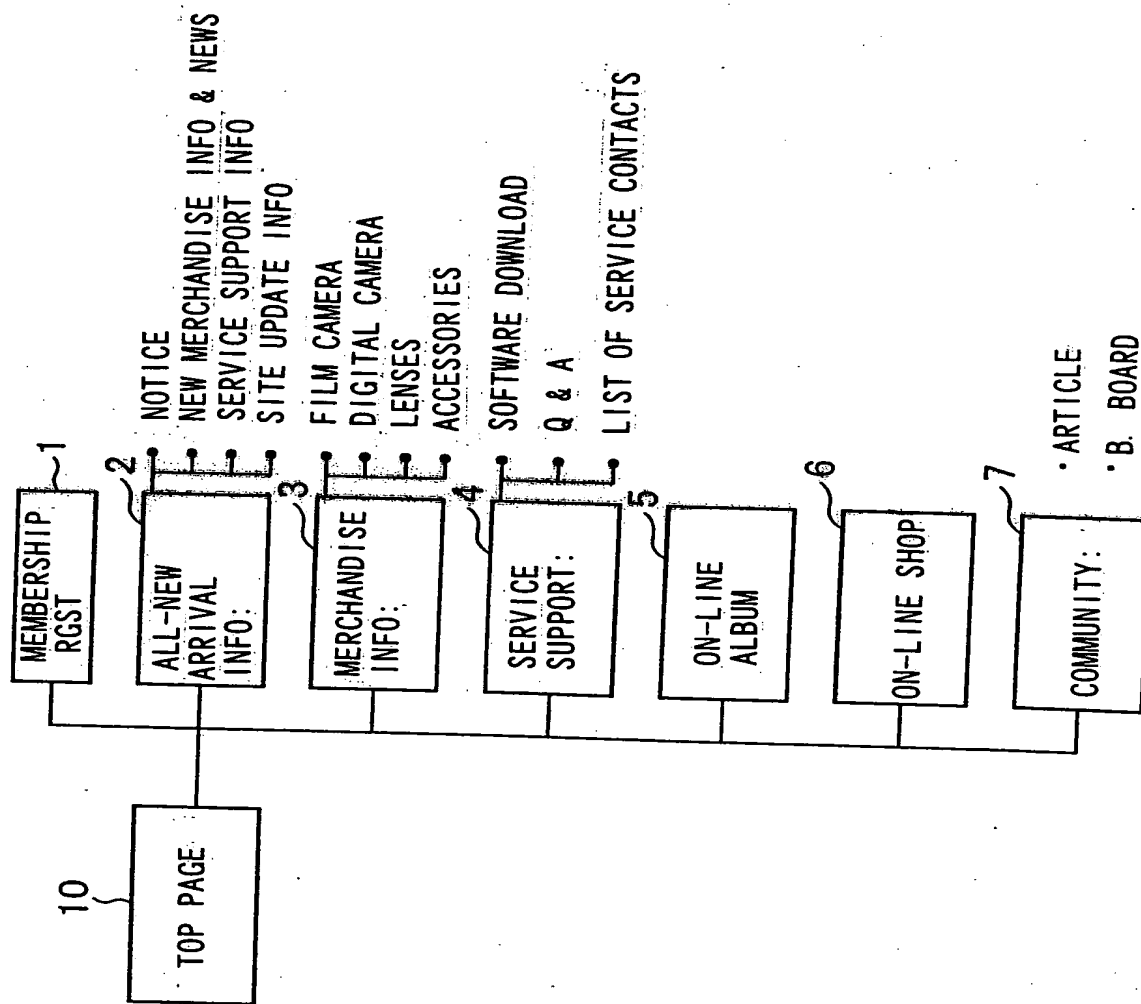 10
TOP PAGE
1
MEMBERSHIP
RGST
2
ALL-NEW
ARRIVAL
INFO:
NOTICE
NEW MERCHANDISE INFO & NEWS
SERVICE SUPPORT INFO
SITE UPDATE INFO
3
MERCHANDISE
INFO:
FILM CAMERA
DIGITAL CAMERA
LENSES
ACCESSORIES
4
SERVICE
SUPPORT:
SOFTWARE DOWNLOAD
Q & A
LIST OF SERVICE CONTACTS
5
ON-LINE
ALBUM
6
ON-LINE SHOP
7
COMMUNITY:
· ARTICLE
· B. BOARD